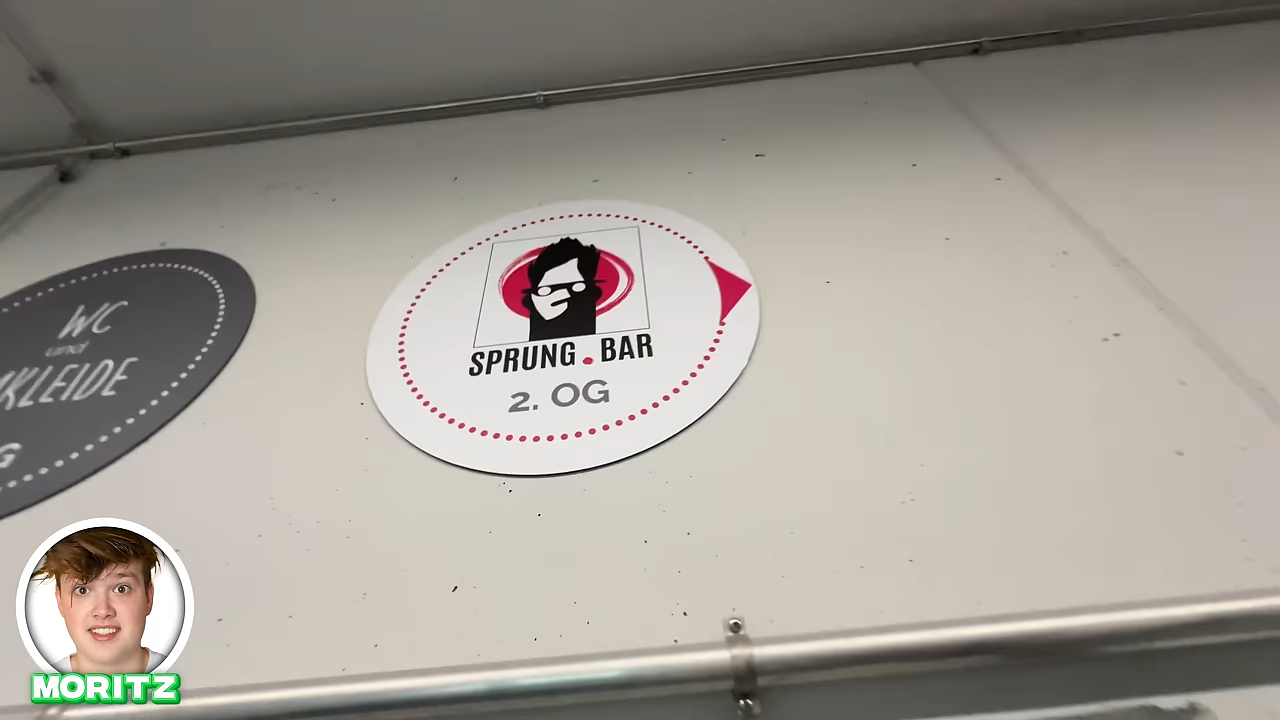 WC
und
KLEIDE
G
SPRUNG.BAR
2. OG
MORITZ